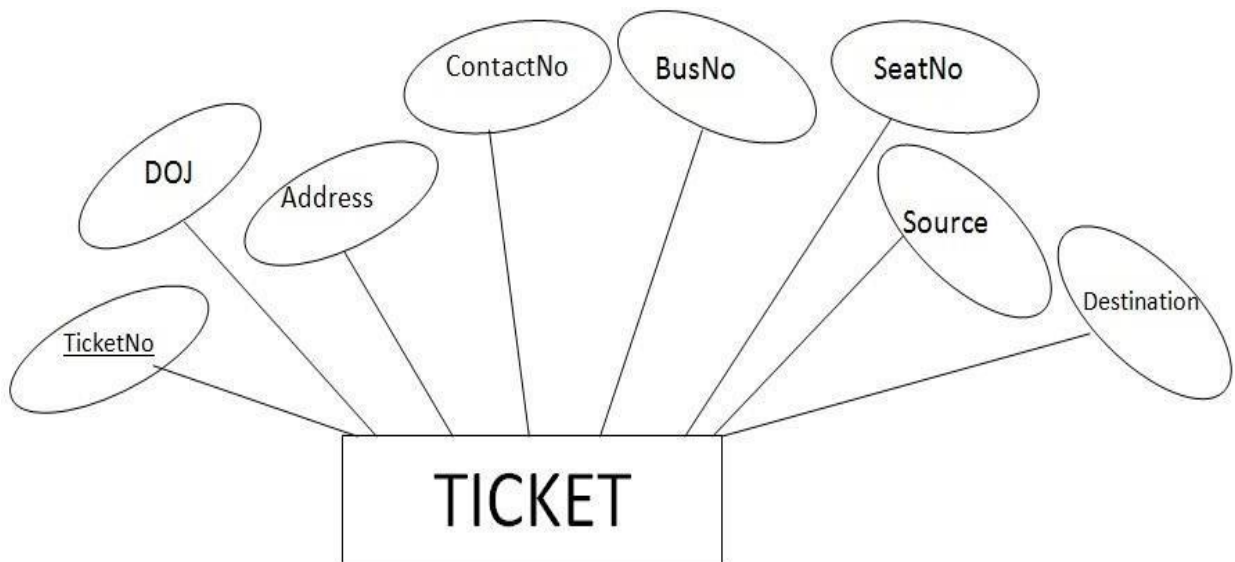 ContactNo
BusNo
SeatNo
DOJ
Address
Source
Destination
TicketNo
TICKET